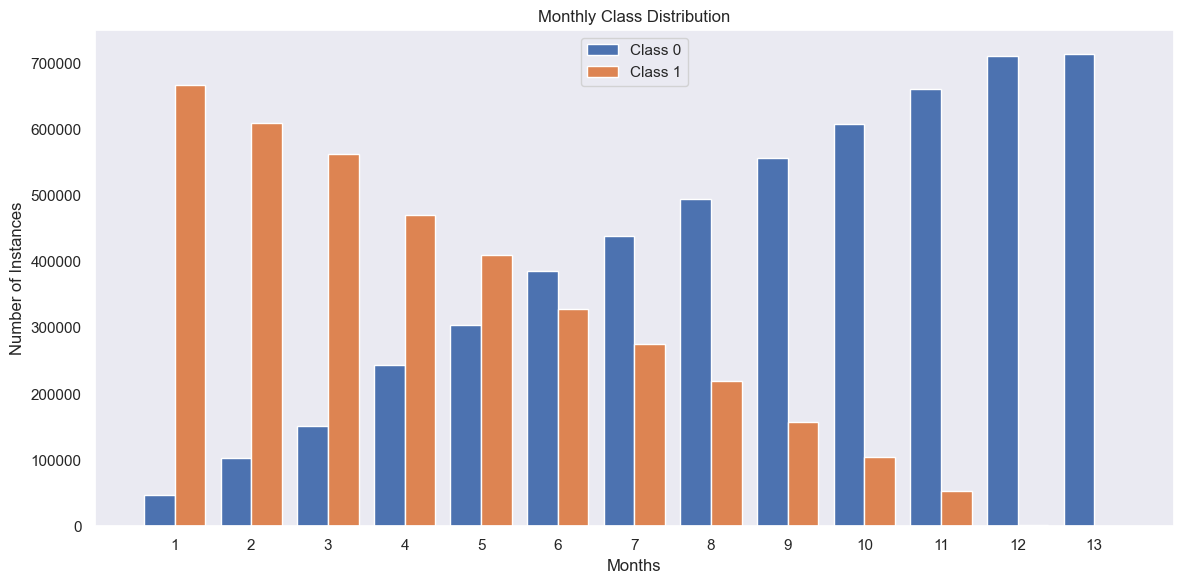 Monthly Class Distribution
Class 0
Class 1
Number of Instances
700000
600000
500000
400000
300000
200000
100000
0
1 2 3 4 5 6 7 8 9 10 11 12 13
Months